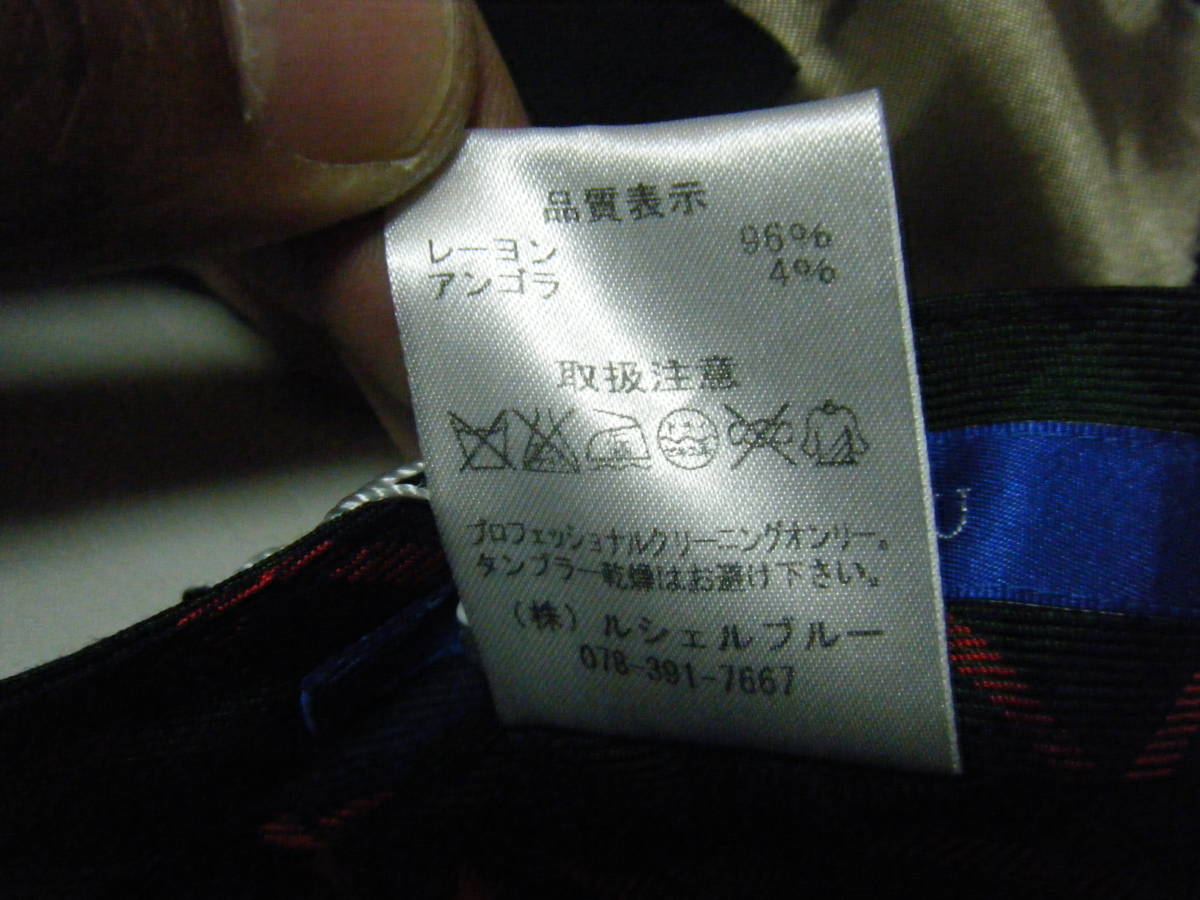 品質表示
レーヨン 96%
アンゴラ 4%
取扱注意
プロフェッショナルクリーニングオンリー。
タンブラー乾燥はお避け下さい。
(株)ルシェルブルー
078-391-7667
U